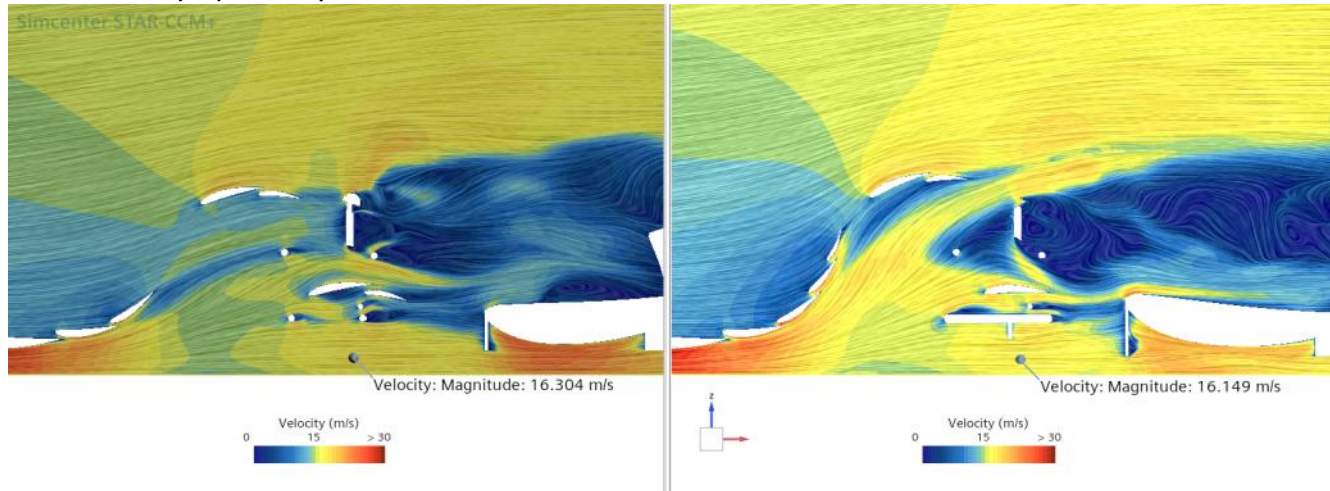 Simcenter STAR-CCM+
Velocity: Magnitude: 16.304 m/s
Velocity (m/s)
0 15 > 30
Velocity: Magnitude: 16.149 m/s
z
Velocity (m/s)
0 15 > 30